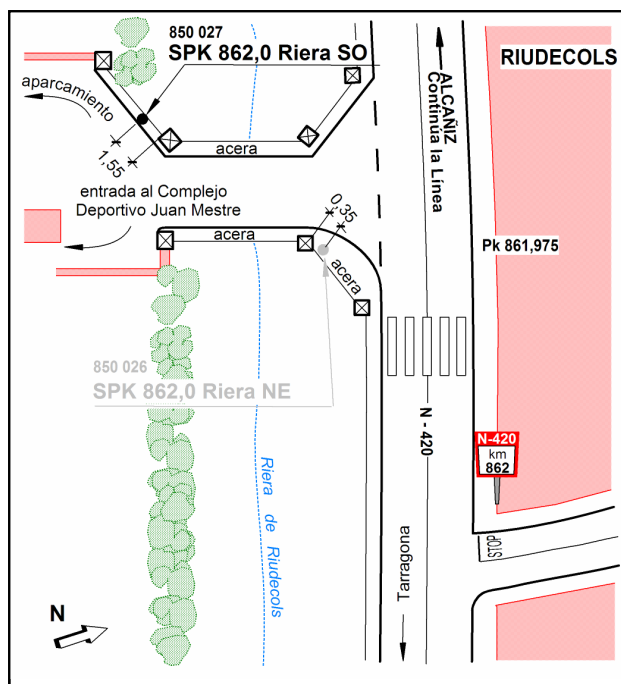 850 027
SPK 862,0 Riera SO
RIUDECOLS
ALCAÑIZ
Continúa la Línea
aparcamiento
acera
1,55
entrada al Complejo
Deportivo Juan Mestre
0,35
acera
acera
Pk 861,975
850 026
SPK 862,0 Riera NE
N - 420
N-420
km
862
Riera de Riudecols
STOP
Tarragona
N